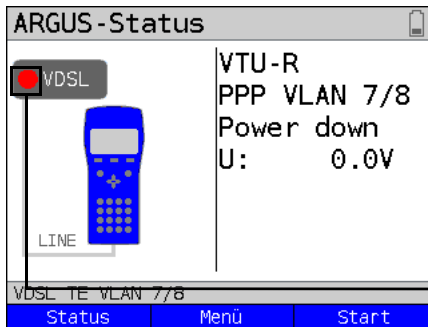 ARGUS-Status
VDSL
VTU-R
PPP VLAN 7/8
Power down
U: 0.0V
LINE
VDSL TE VLAN 7/8
Status Menü Start